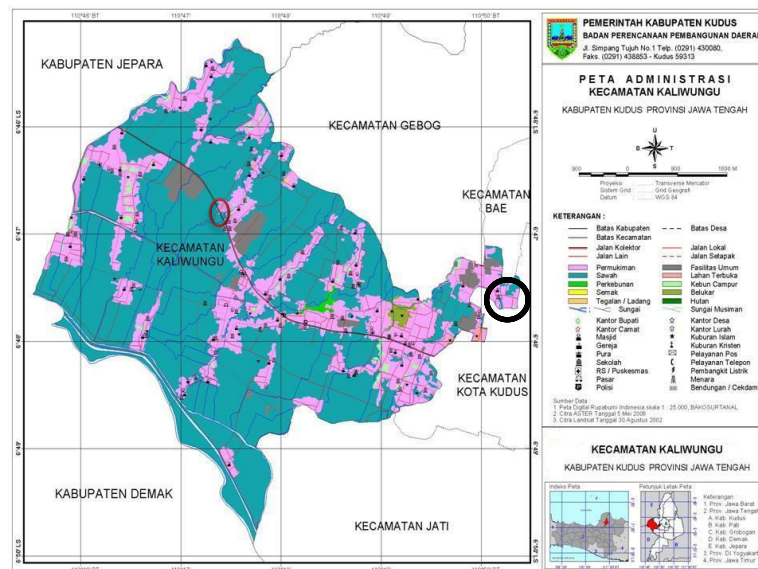 110°46' BT
110°47'
110°48'
110°49'
110°50' BT
KABUPATEN JEPARA
KECAMATAN GEBOG
KECAMATAN
BAE
KECAMATAN
KALIWUNGU
KECAMATAN
KOTA KUDUS
KABUPATEN DEMAK
KECAMATAN JATI
PEMERINTAH KABUPATEN KUDUS
BADAN PERENCANAAN PEMBANGUNAN DAERAH
Jl. Simpang Tujuh No.1 Telp. (0291) 430080,
Faks. (0291) 438853 - Kudus 59313
PETA ADMINISTRASI
KECAMATAN KALIWUNGU
KABUPATEN KUDUS PROVINSI JAWA TENGAH
U
B T
S
900 0 900 1800 M
Proyeksi : Transverse Mercator
Sistem Grid : Grid Geografi
Datum : WGS 84
KETERANGAN :
Batas Kabupaten Batas Desa
Batas Kecamatan
Jalan Kolektor Jalan Lokal
Jalan Lain Jalan Setapak
Permukiman Fasilitas Umum
Sawah Lahan Terbuka
Perkebunan Kebun Campur
Semak Belukar
Tegalan / Ladang Hutan
Sungai Sungai Musiman
Kantor Bupati Kantor Desa
Kantor Camat Kantor Lurah
Masjid Kuburan Islam
Gereja Kuburan Kristen
Pura Pelayanan Pos
Sekolah Pelayanan Telepon
RS / Puskesmas Pembangkit Listrik
Pasar Menara
Polisi Bendungan / Cekdam
Sumber Data :
1. Peta Digital Rupabumi Indonesia skala 1 : 25.000, BAKOSURTANAL
2. Citra ASTER Tanggal 5 Mei 2006
3. Citra Landsat Tanggal 30 Agustus 2002
KECAMATAN KALIWUNGU
KABUPATEN KUDUS PROVINSI JAWA TENGAH
Indeks Peta
Petunjuk Letak Peta
Keterangan
1. Prov. Jawa Barat
2. Prov. Jawa Tengah
A. Kab. Kudus
B. Kab. Pati
C. Kab. Grobogan
D. Kab. Demak
E. Kab. Jepara
3. Prov. DI Yogyakarta
4. Prov. Jawa Timur